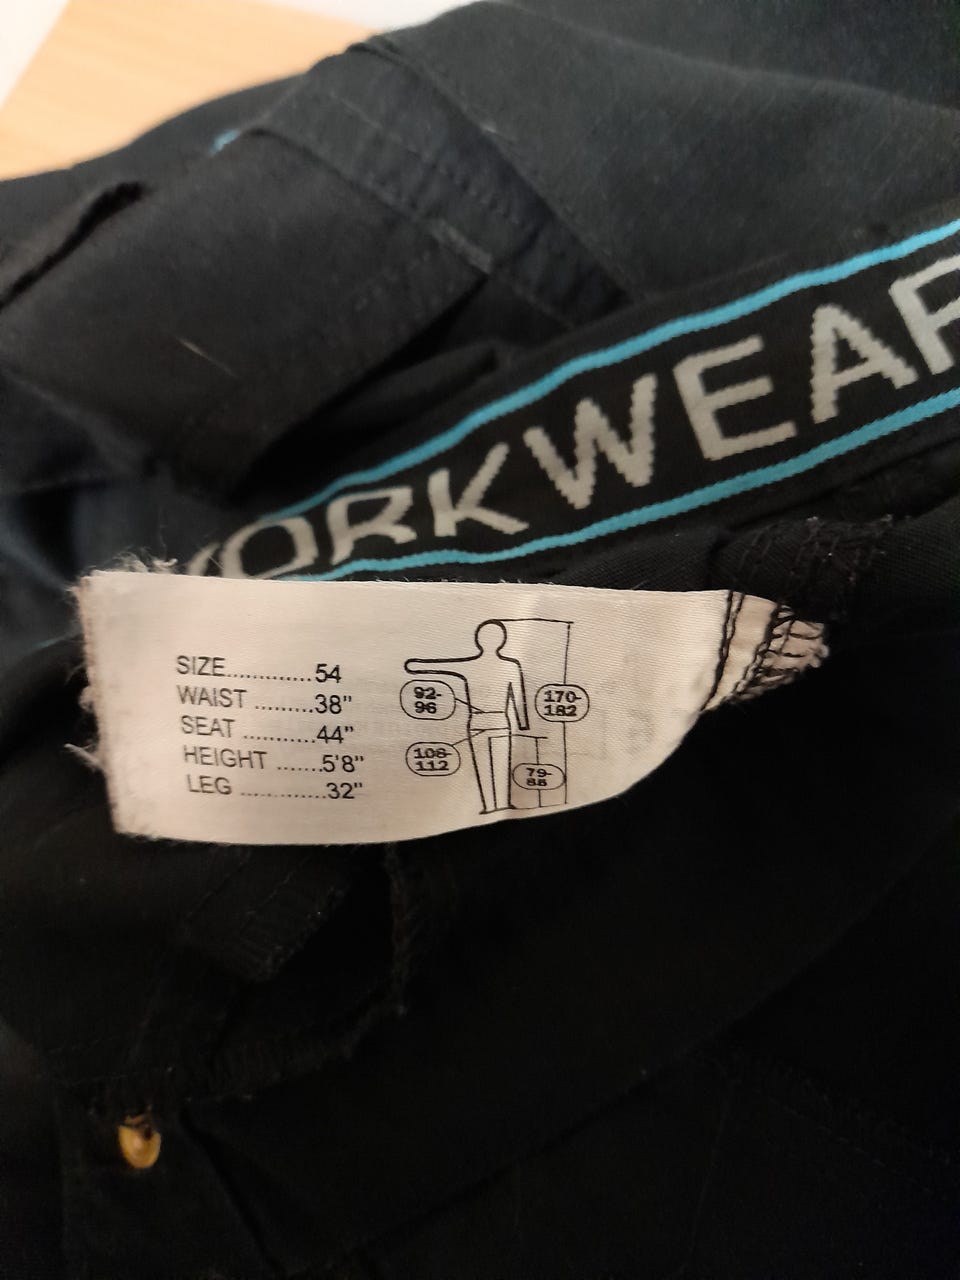 WORKWEAR
SIZE.............54
WAIST .........38"
SEAT ...........44"
HEIGHT .......5'8"
LEG .............32"
92-
96
170-
182
108-
112
79-
88